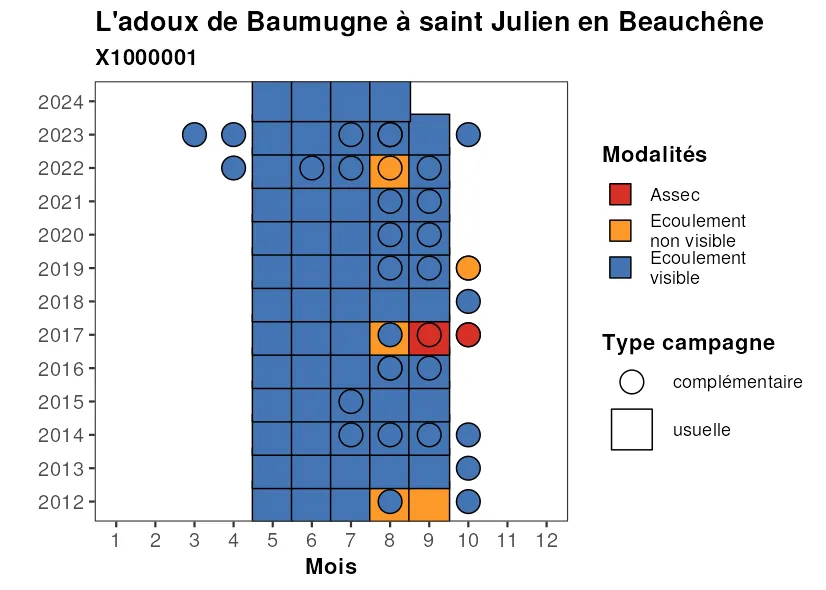 L'adoux de Baumugne à saint Julien en Beauchêne
X1000001
2024
2023
2022
2021
2020
2019
2018
2017
2016
2015
2014
2013
2012
1 2 3 4 5 6 7 8 9 10 11 12
Mois
Modalités
Assec
Ecoulement
non visible
Ecoulement
visible
Type campagne
complémentaire
usuelle